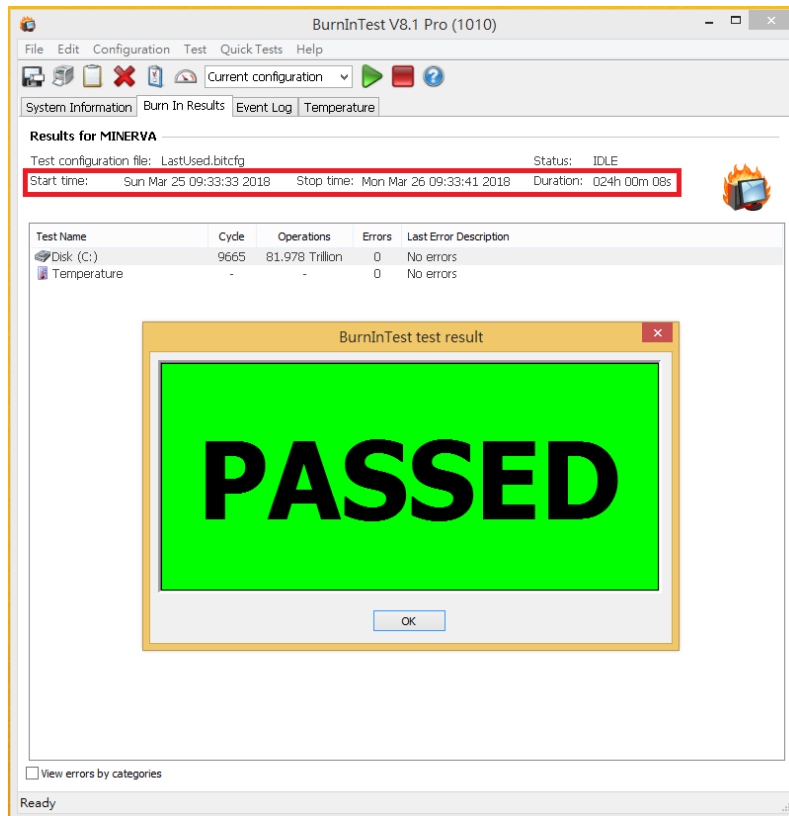 BurnInTest V8.1 Pro (1010)
File Edit Configuration Test Quick Tests Help
Current configuration
System Information Burn In Results Event Log Temperature
Results for MINERVA
Test configuration file: LastUsed.bitcfg Status: IDLE
Start time: Sun Mar 25 09:33:33 2018 Stop time: Mon Mar 26 09:33:41 2018 Duration: 024h 00m 08s
Test Name Cycle Operations Errors Last Error Description
Disk (C:) 9665 81.978 Trillion 0 No errors
Temperature - - 0 No errors
BurnInTest test result
PASSED
OK
View errors by categories
Ready